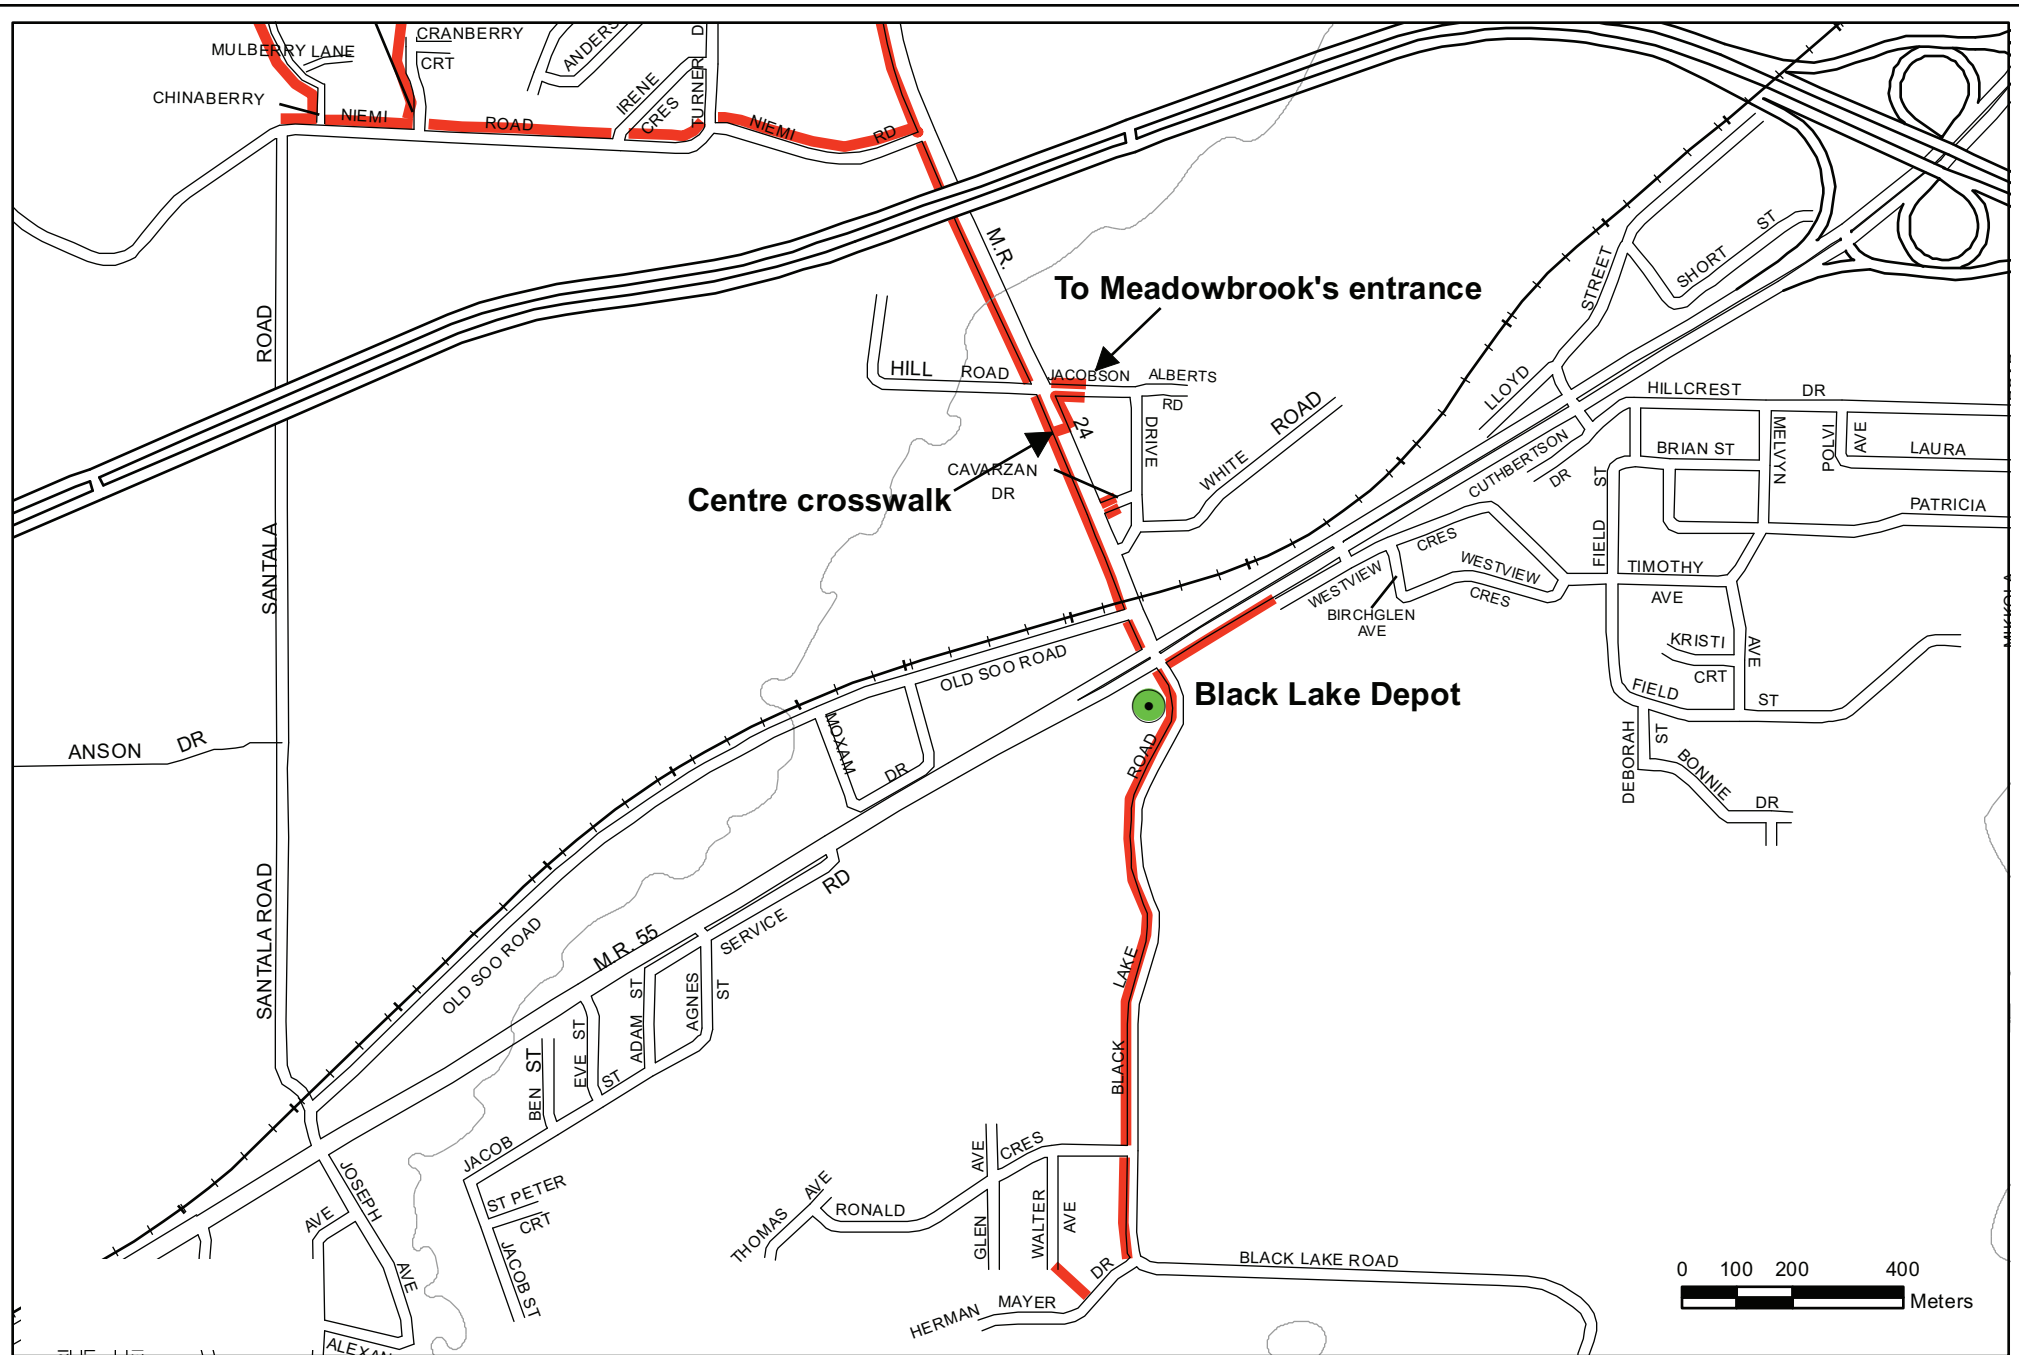 CRANBERRY
CRT
MULBERRY LANE
CHINABERRY
NIEMI
ROAD
IRENE
CRES
TURNER
NIEMI
RD
M.R.
To Meadowbrook's entrance
HILL ROAD
JACOBSON
ALBERTS
RD
DRIVE
24
WHITE ROAD
CAVARZAN
DR
Centre crosswalk
STREET
LLOYD
SHORT ST
HILLCREST DR
CUTHBERTSON
DR
BRIAN ST
MELVYN
POLVI
AVE
LAURA
PATRICIA
FIELD ST
TIMOTHY
AVE
CRES
WESTVIEW
WESTVIEW
CRES
BIRCHGLEN
AVE
KRISTI
CRT
AVE
FIELD
ST
DEBORAH
ST
BONNIE
DR
ROAD
SANTALA
SANTALA ROAD
ANSON DR
OLD SOO ROAD
MOXAM
DR
Black Lake Depot
ROAD
LAKE
BLACK
OLD SOO ROAD
M.R. 55
SERVICE RD
AGNES
ST
ADAM ST
EVE ST
BEN ST
JACOB
ST
ST PETER
CRT
JACOB ST
JOSEPH
AVE
AVE
THOMAS AVE
RONALD
CRES
GLEN
AVE
WALTER
AVE
HERMAN MAYER
DR
BLACK LAKE ROAD
0 100 200 400
Meters